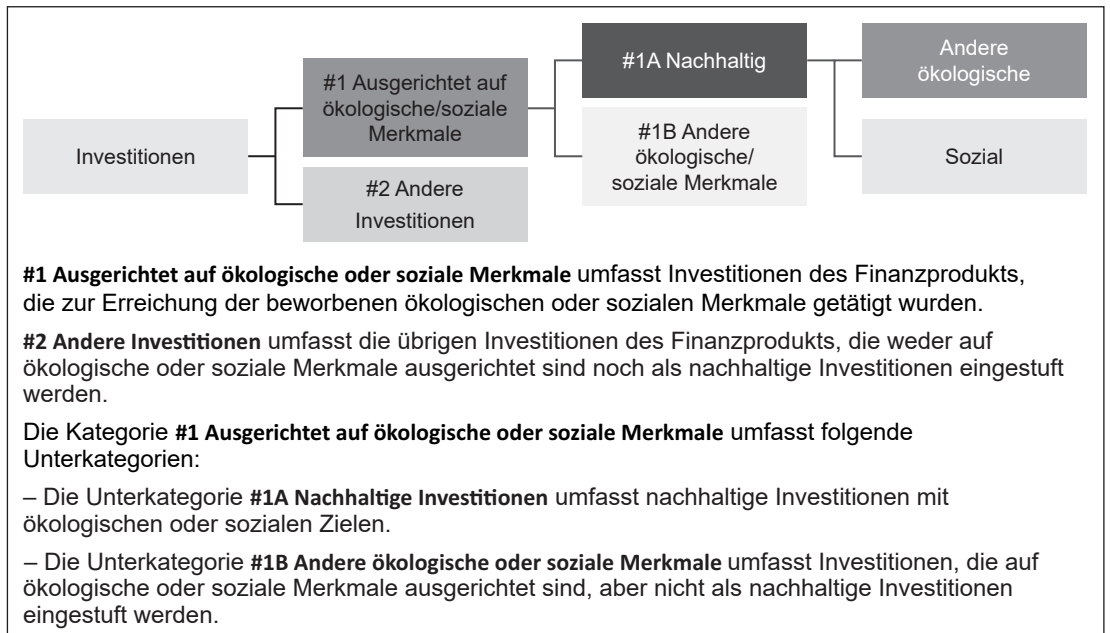 Investitionen
#1 Ausgerichtet auf
ökologische/soziale
Merkmale
#2 Andere
Investitionen
#1A Nachhaltig
#1B Andere
ökologische/
soziale Merkmale
Andere
ökologische
Sozial
#1 Ausgerichtet auf ökologische oder soziale Merkmale umfasst Investitionen des Finanzprodukts,
die zur Erreichung der beworbenen ökologischen oder sozialen Merkmale getätigt wurden.
#2 Andere Investitionen umfasst die übrigen Investitionen des Finanzprodukts, die weder auf
ökologische oder soziale Merkmale ausgerichtet sind noch als nachhaltige Investitionen eingestuft
werden.
Die Kategorie #1 Ausgerichtet auf ökologische oder soziale Merkmale umfasst folgende
Unterkategorien:
– Die Unterkategorie #1A Nachhaltige Investitionen umfasst nachhaltige Investitionen mit
ökologischen oder sozialen Zielen.
– Die Unterkategorie #1B Andere ökologische oder soziale Merkmale umfasst Investitionen, die auf
ökologische oder soziale Merkmale ausgerichtet sind, aber nicht als nachhaltige Investitionen
eingestuft werden.